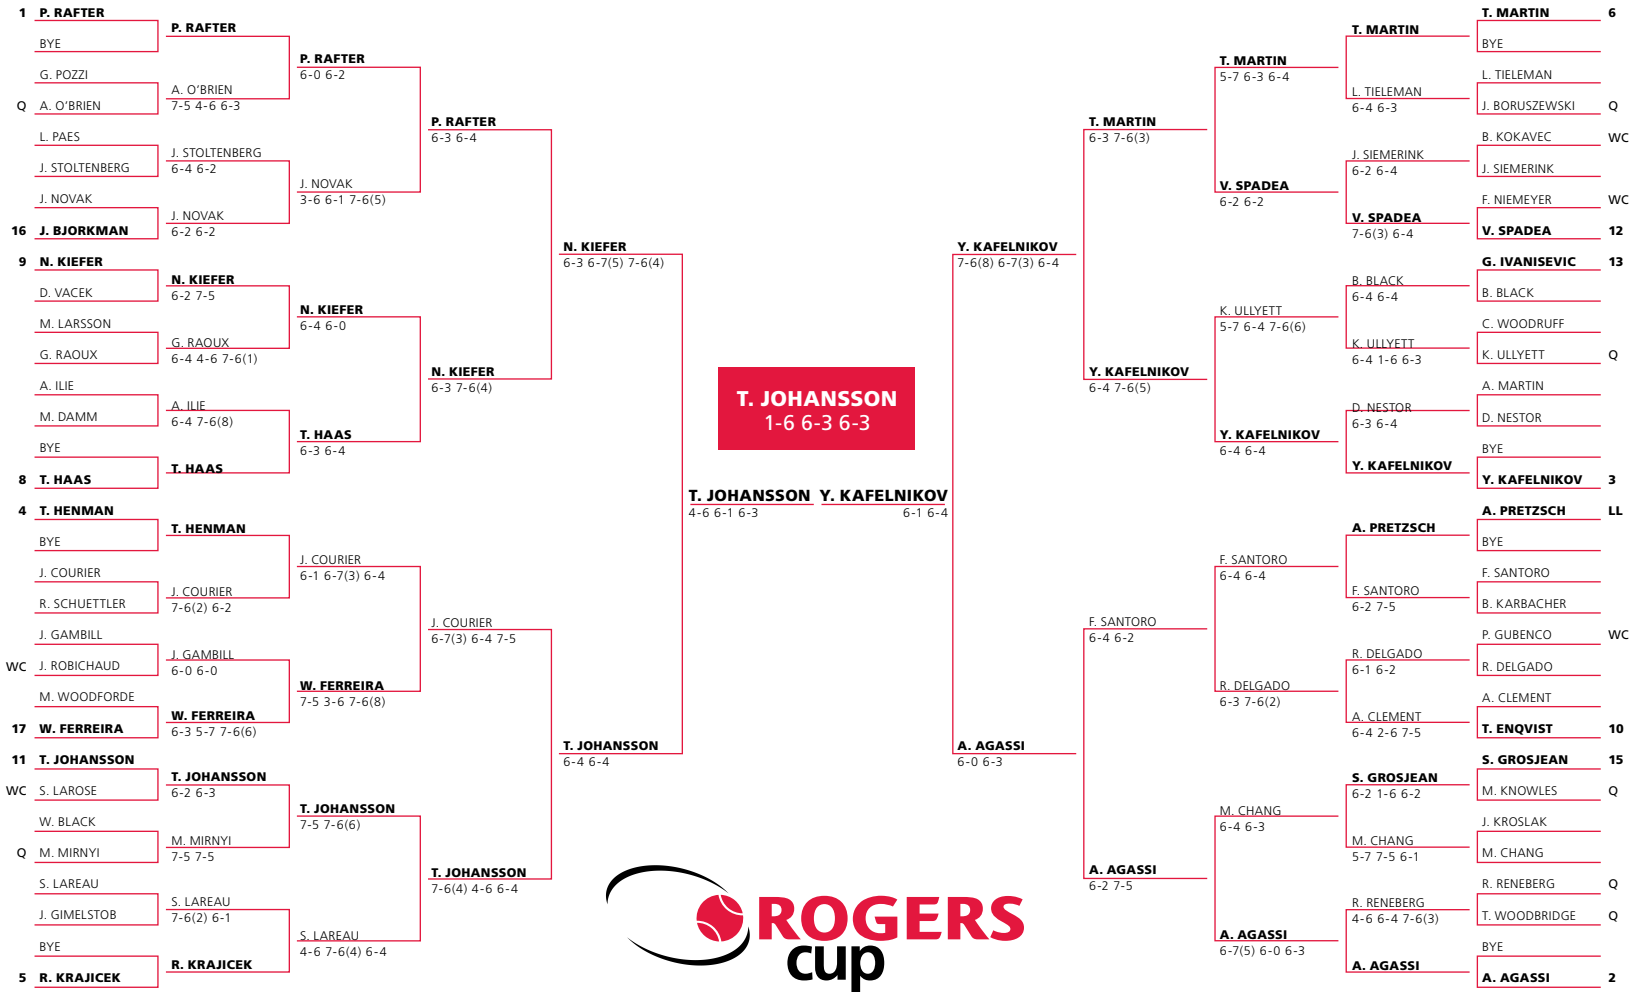 1 P. RAFTER
BYE
G. POZZI
Q A. O'BRIEN
L. PAES
J. STOLTENBERG
J. NOVAK
16 J. BJORKMAN
9 N. KIEFER
D. VACEK
M. LARSSON
G. RAOUX
A. ILIE
M. DAMM
BYE
8 T. HAAS
4 T. HENMAN
BYE
J. COURIER
R. SCHUETTLER
J. GAMBILL
WC J. ROBICHAUD
M. WOODFORDE
17 W. FERREIRA
11 T. JOHANSSON
WC S. LAROSE
W. BLACK
Q M. MIRNYI
S. LAREAU
J. GIMELSTOB
BYE
5 R. KRAJICEK
P. RAFTER
A. O'BRIEN
7-5 4-6 6-3
J. STOLTENBERG
6-4 6-2
J. NOVAK
6-2 6-2
N. KIEFER
6-2 7-5
G. RAOUX
6-4 4-6 7-6(1)
A. ILIE
6-4 7-6(8)
T. HAAS
T. HENMAN
J. COURIER
7-6(2) 6-2
J. GAMBILL
6-0 6-0
W. FERREIRA
6-3 5-7 7-6(6)
T. JOHANSSON
6-2 6-3
M. MIRNYI
7-5 7-5
S. LAREAU
7-6(2) 6-1
R. KRAJICEK
P. RAFTER
6-0 6-2
J. NOVAK
3-6 6-1 7-6(5)
N. KIEFER
6-4 6-0
T. HAAS
6-3 6-4
J. COURIER
6-1 6-7(3) 6-4
W. FERREIRA
7-5 3-6 7-6(8)
T. JOHANSSON
7-5 7-6(6)
S. LAREAU
4-6 7-6(4) 6-4
P. RAFTER
6-3 6-4
N. KIEFER
6-3 7-6(4)
J. COURIER
6-7(3) 6-4 7-5
T. JOHANSSON
7-6(4) 4-6 6-4
N. KIEFER
6-3 6-7(5) 7-6(4)
T. JOHANSSON
6-4 6-4
T. JOHANSSON
4-6 6-1 6-3
T. JOHANSSON
1-6 6-3 6-3
Y. KAFELNIKOV
6-1 6-4
Y. KAFELNIKOV
7-6(8) 6-7(3) 6-4
A. AGASSI
6-0 6-3
T. MARTIN
6-3 7-6(3)
Y. KAFELNIKOV
6-4 7-6(5)
F. SANTORO
6-4 6-2
A. AGASSI
6-2 7-5
T. MARTIN
5-7 6-3 6-4
V. SPADEA
6-2 6-2
K. ULLYETT
5-7 6-4 7-6(6)
Y. KAFELNIKOV
6-4 6-4
F. SANTORO
6-4 6-4
R. DELGADO
6-3 7-6(2)
M. CHANG
6-4 6-3
A. AGASSI
6-7(5) 6-0 6-3
T. MARTIN
L. TIELEMAN
6-4 6-3
J. SIEMERINK
6-2 6-4
V. SPADEA
7-6(3) 6-4
B. BLACK
6-4 6-4
K. ULLYETT
6-4 1-6 6-3
D. NESTOR
6-3 6-4
Y. KAFELNIKOV
A. PRETZSCH
F. SANTORO
6-2 7-5
R. DELGADO
6-1 6-2
A. CLEMENT
6-4 2-6 7-5
S. GROSJEAN
6-2 1-6 6-2
M. CHANG
5-7 7-5 6-1
R. RENEBERG
4-6 6-4 7-6(3)
A. AGASSI
T. MARTIN 6
BYE
L. TIELEMAN
J. BORUSZEWSKI Q
B. KOKAVEC WC
J. SIEMERINK
F. NIEMEYER WC
V. SPADEA 12
G. IVANISEVIC 13
B. BLACK
C. WOODRUFF
K. ULLYETT Q
A. MARTIN
D. NESTOR
BYE
Y. KAFELNIKOV 3
A. PRETZSCH LL
BYE
F. SANTORO
B. KARBACHER
P. GUBENCO WC
R. DELGADO
A. CLEMENT
T. ENQVIST 10
S. GROSJEAN 15
M. KNOWLES Q
J. KROSLAK
M. CHANG
R. RENEBERG Q
T. WOODBRIDGE Q
BYE
A. AGASSI 2
ROGERS
cup